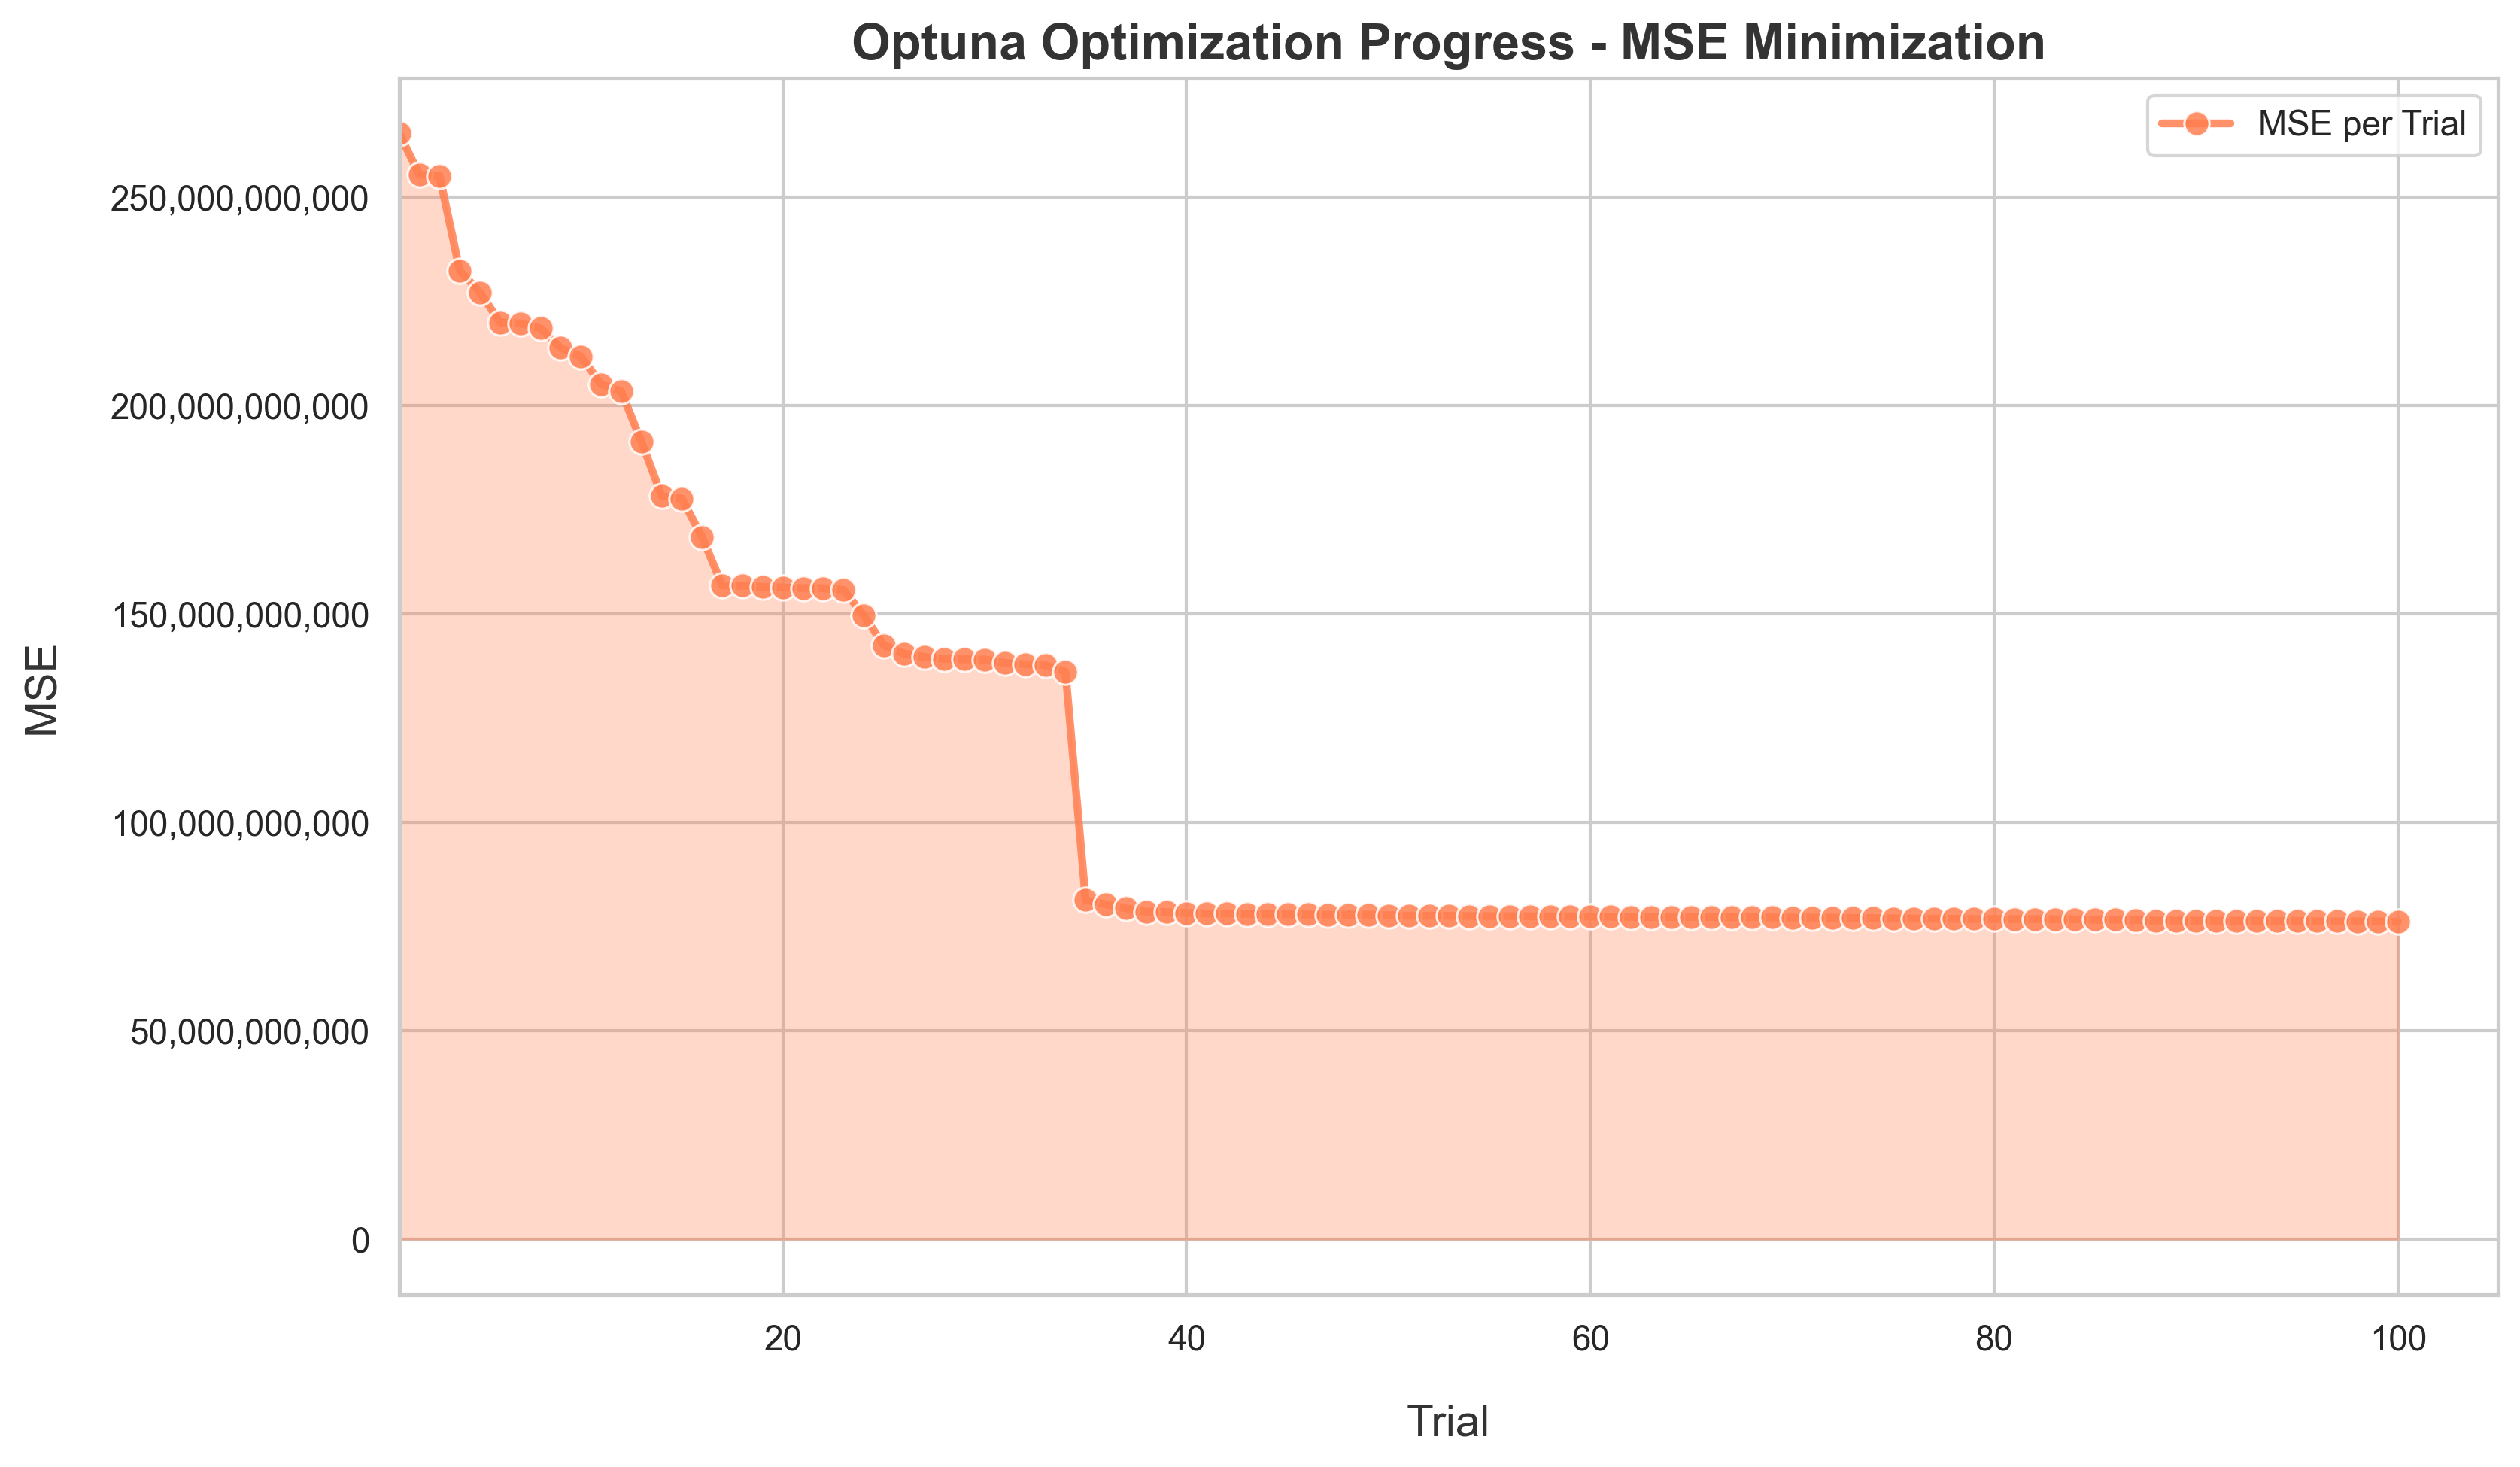 Optuna Optimization Progress - MSE Minimization
MSE per Trial
250,000,000,000
200,000,000,000
150,000,000,000
100,000,000,000
50,000,000,000
0
MSE
20 40 60 80 100
Trial